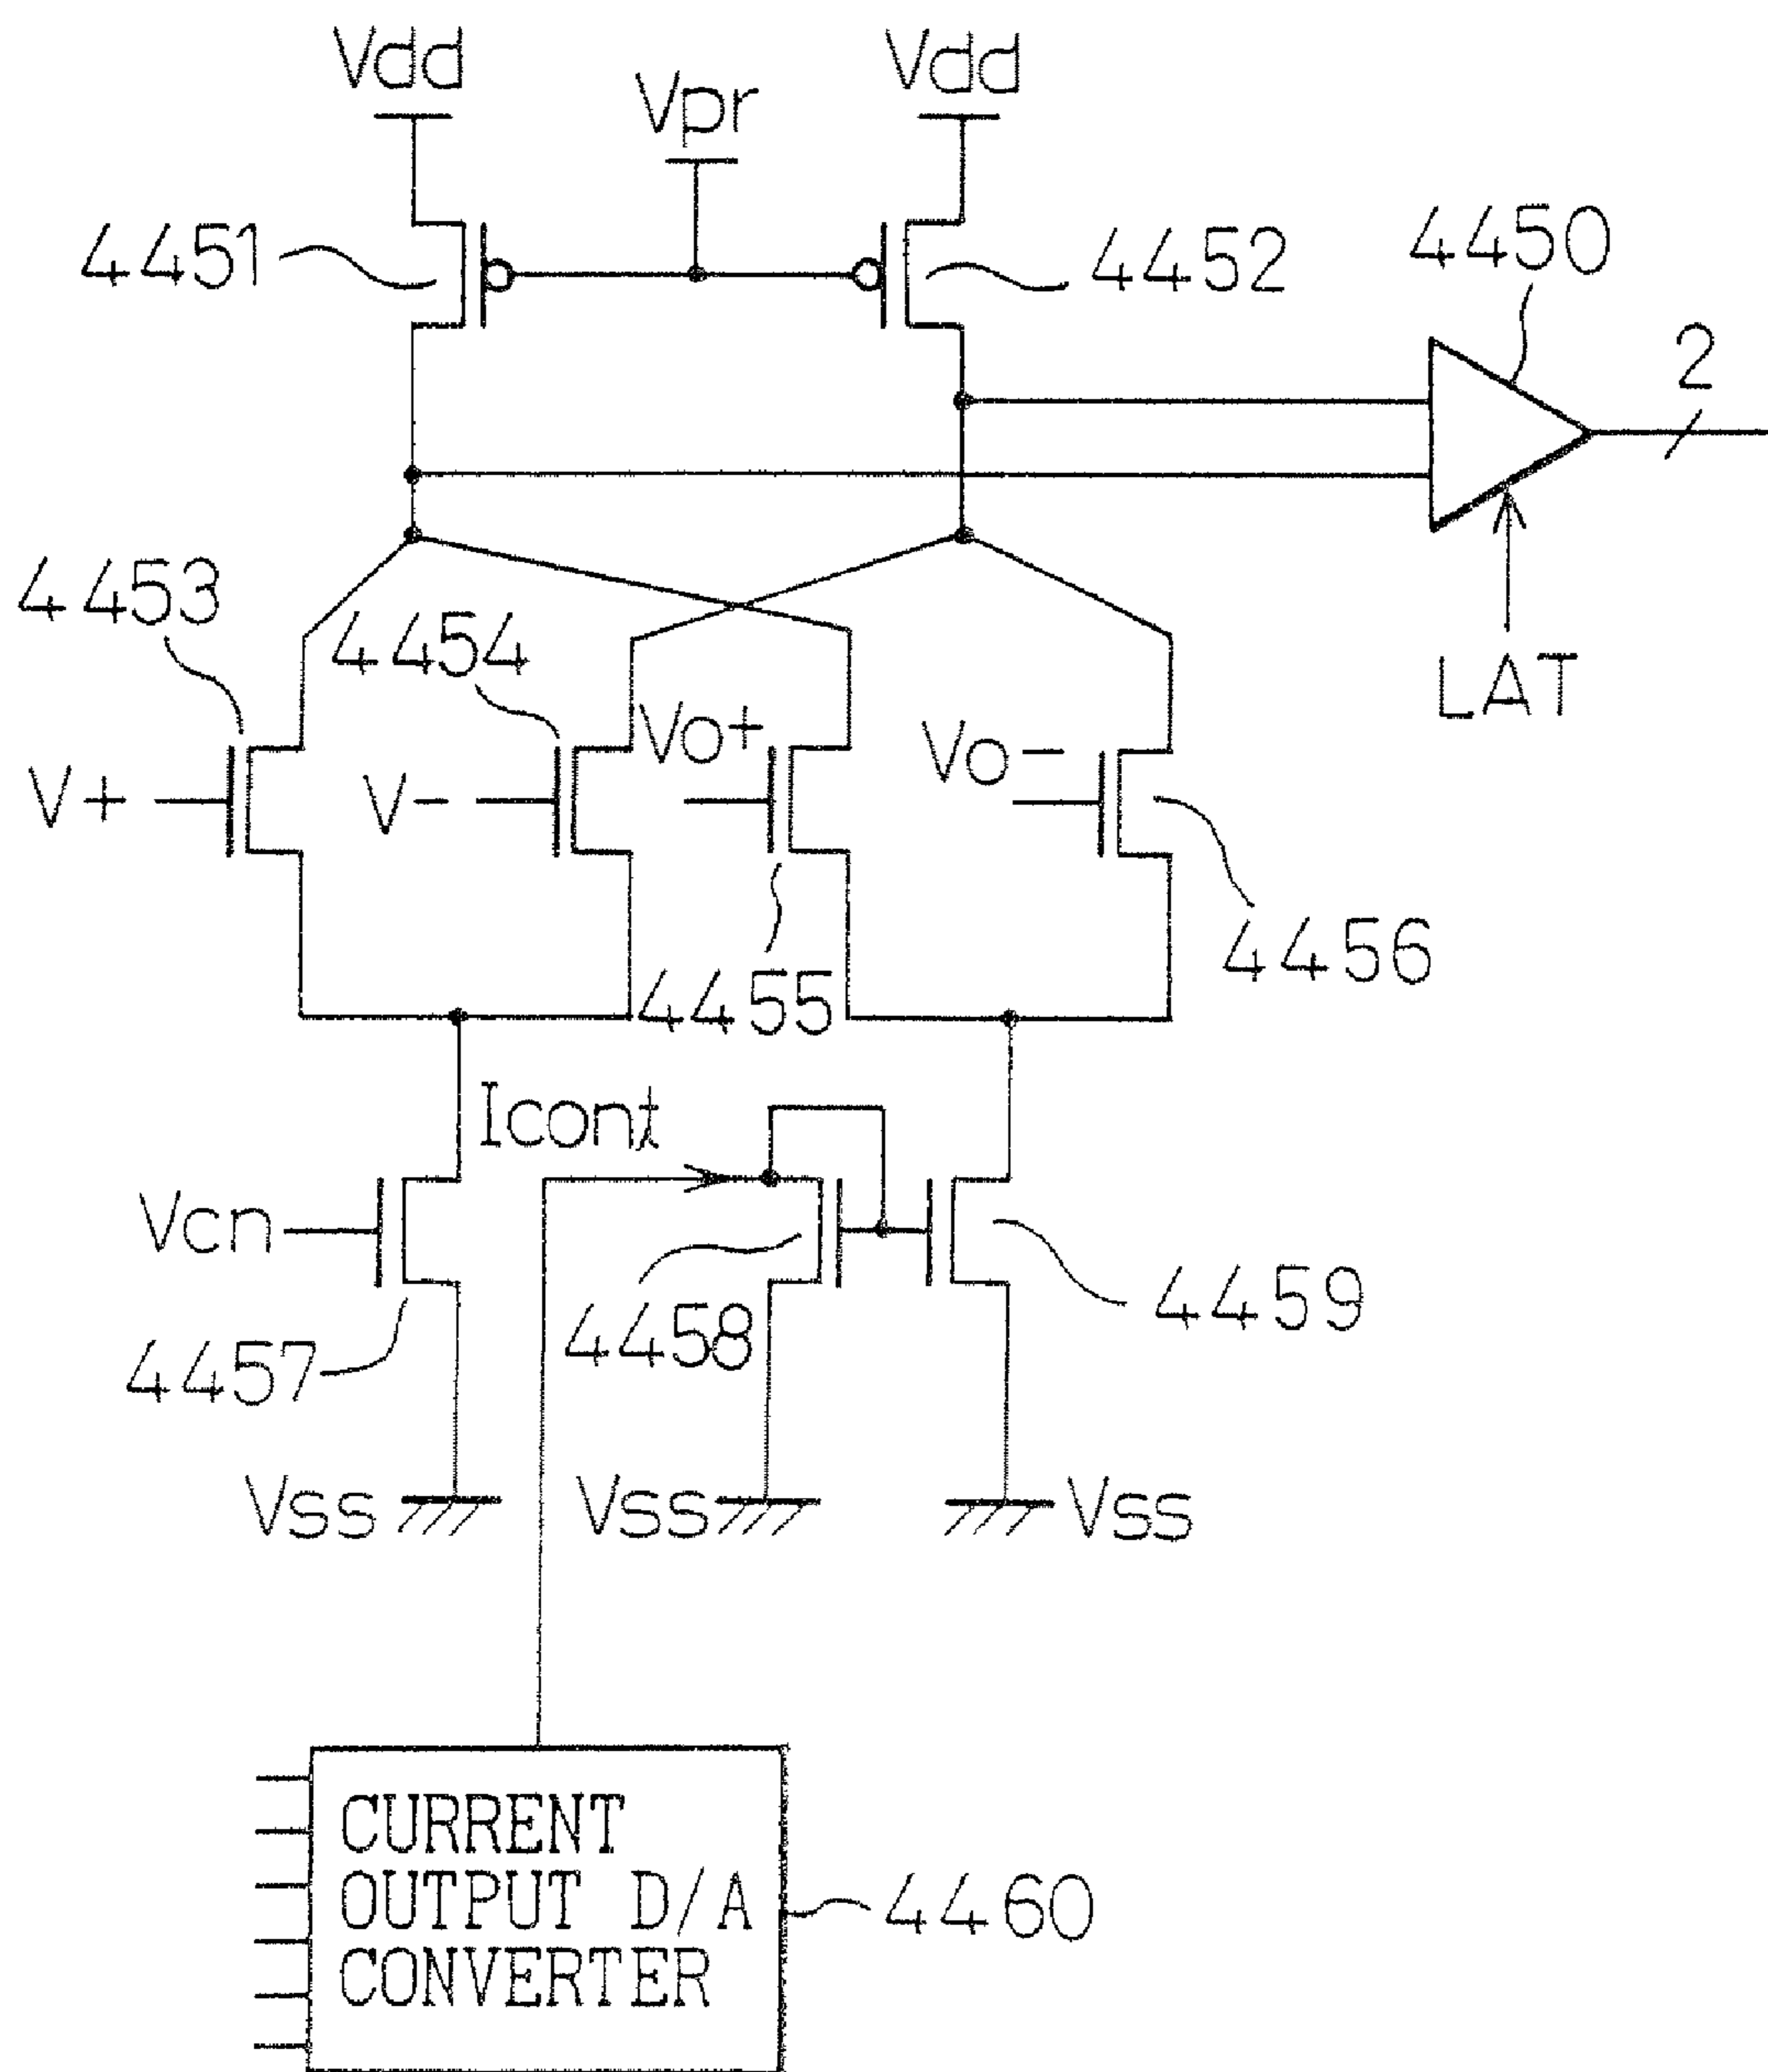 Vdd
Vpr
Vdd
4451
4452
4450
2
4453
4454
Vo+
Vo-
LAT
V+
V-
4455
4456
Icont
Vcn
4457
4458
4459
Vss
Vss
Vss
CURRENT
OUTPUT D/A
CONVERTER
4460